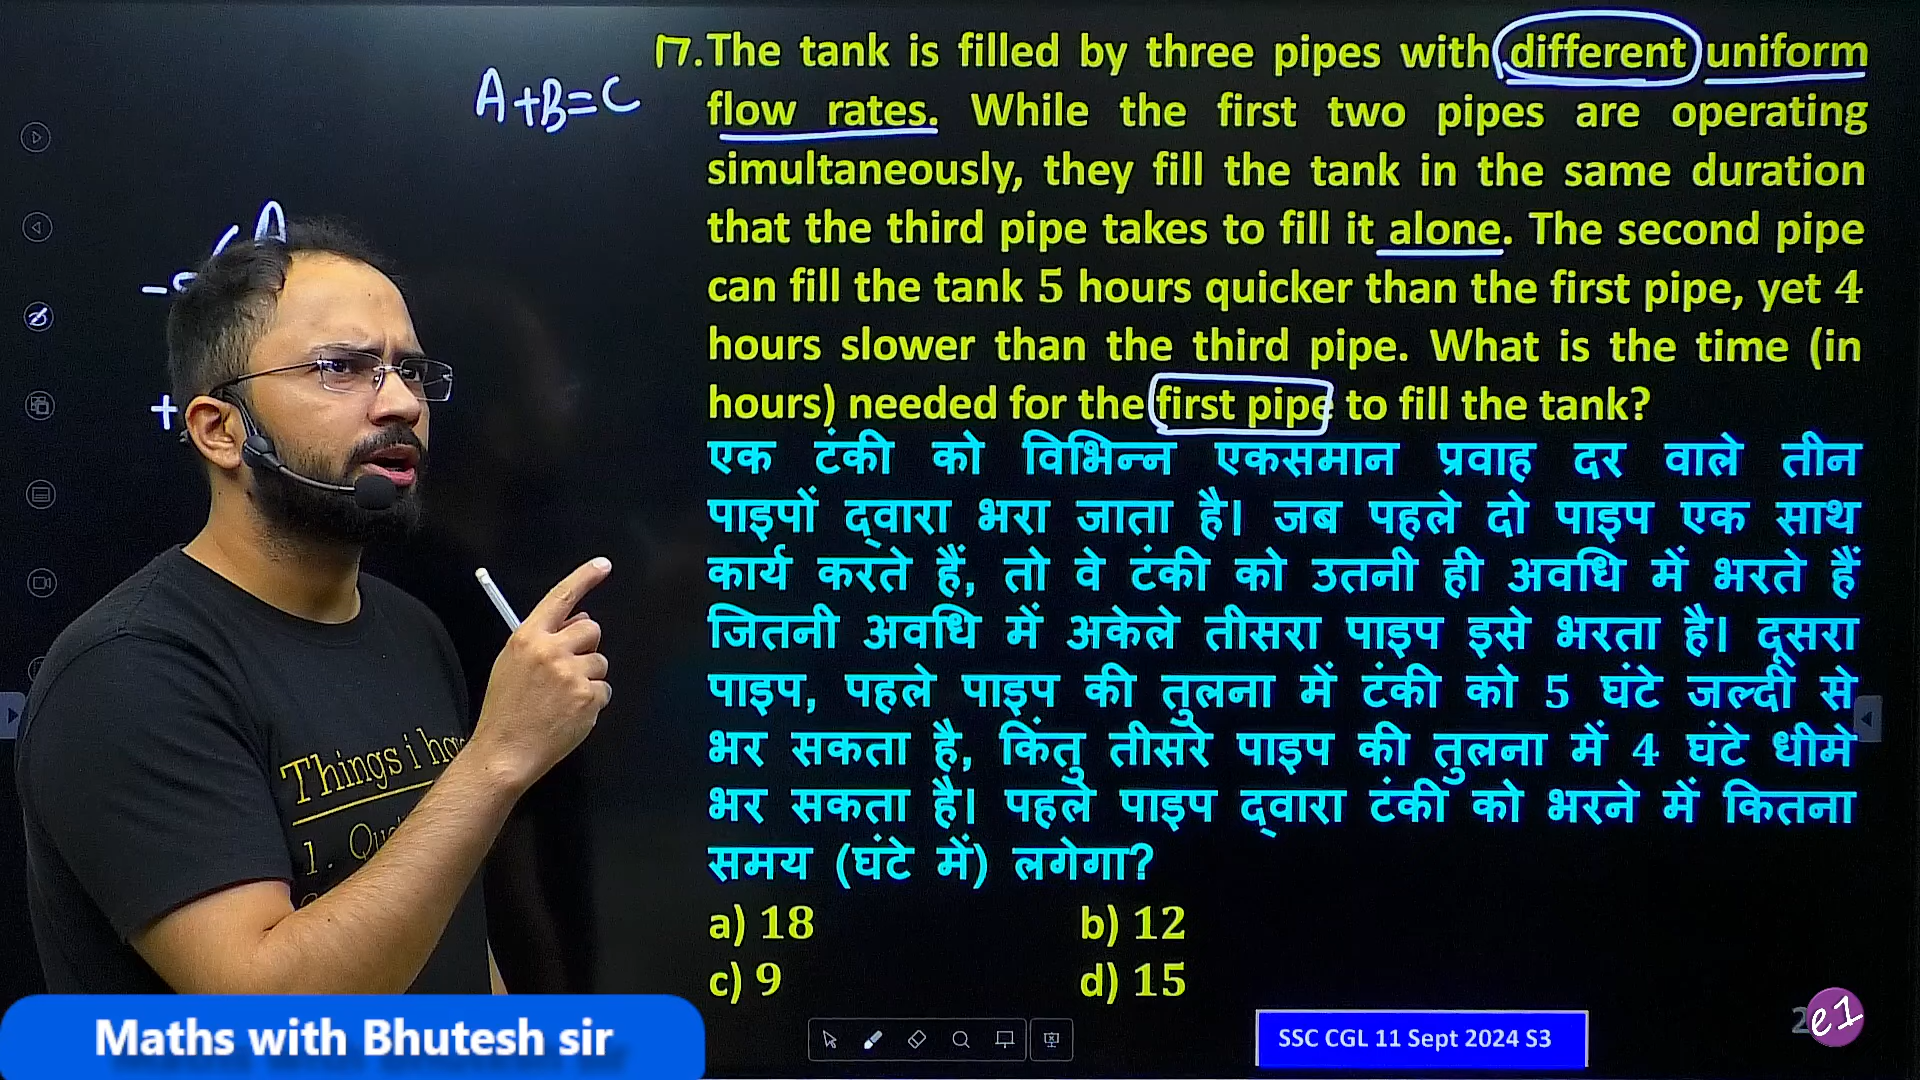 17.The tank is filled by three pipes with different uniform
A+B=C
flow rates. While the first two pipes are operating
simultaneously, they fill the tank in the same duration
that the third pipe takes to fill it alone. The second pipe
can fill the tank 5 hours quicker than the first pipe, yet 4
hours slower than the third pipe. What is the time (in
hours) needed for the first pipe to fill the tank?
एक टंकी को विभिन्न एकसमान प्रवाह दर वाले तीन
पाइपों द्वारा भरा जाता है। जब पहले दो पाइप एक साथ
कार्य करते हैं, तो वे टंकी को उतनी ही अवधि में भरते हैं
जितनी अवधि में अकेले तीसरा पाइप इसे भरता है। दूसरा
पाइप, पहले पाइप की तुलना में टंकी को 5 घंटे जल्दी से
भर सकता है, किंतु तीसरे पाइप की तुलना में 4 घंटे धीमे
भर सकता है। पहले पाइप द्वारा टंकी को भरने में कितना
समय (घंटे में) लगेगा?
a) 18 b) 12
c) 9 d) 15
A
+
Things i
1.
Maths with Bhutesh sir
SSC CGL 11 Sept 2024 S3
e1